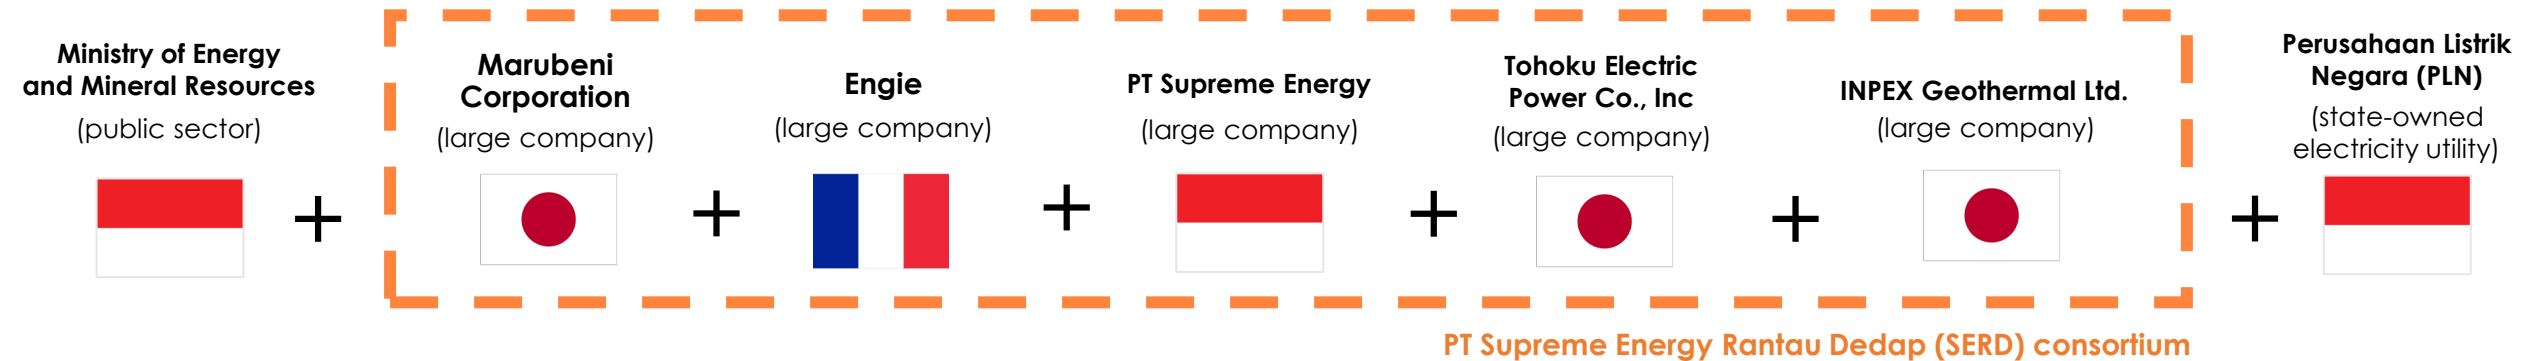 Ministry of Energy
and Mineral Resources
(public sector)
+
Marubeni
Corporation
(large company)
+
Engie
(large company)
+
PT Supreme Energy
(large company)
+
Tohoku Electric
Power Co., Inc
(large company)
+
INPEX Geothermal Ltd.
(large company)
+
Perusahaan Listrik
Negara (PLN)
(state-owned
electricity utility)
PT Supreme Energy Rantau Dedap (SERD) consortium